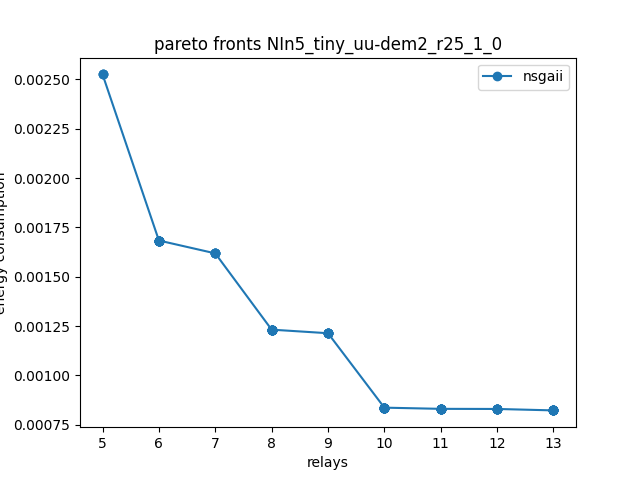 pareto fronts NIn5_tiny_uu-dem2_r25_1_0
nsgaii
0.00250
0.00225
0.00200
0.00175
0.00150
0.00125
0.00100
0.00075
energy consumption
5 6 7 8 9 10 11 12 13
relays